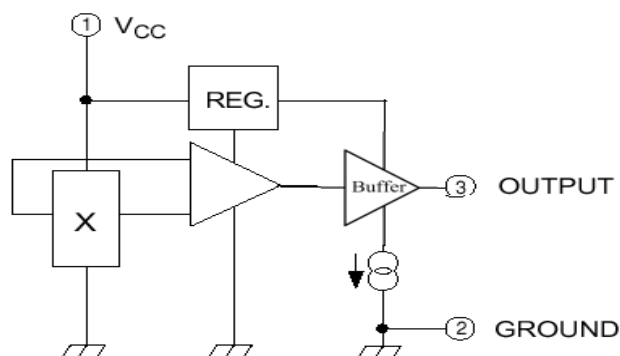 1 VCC
REG.
X
Buffer
3 OUTPUT
2 GROUND